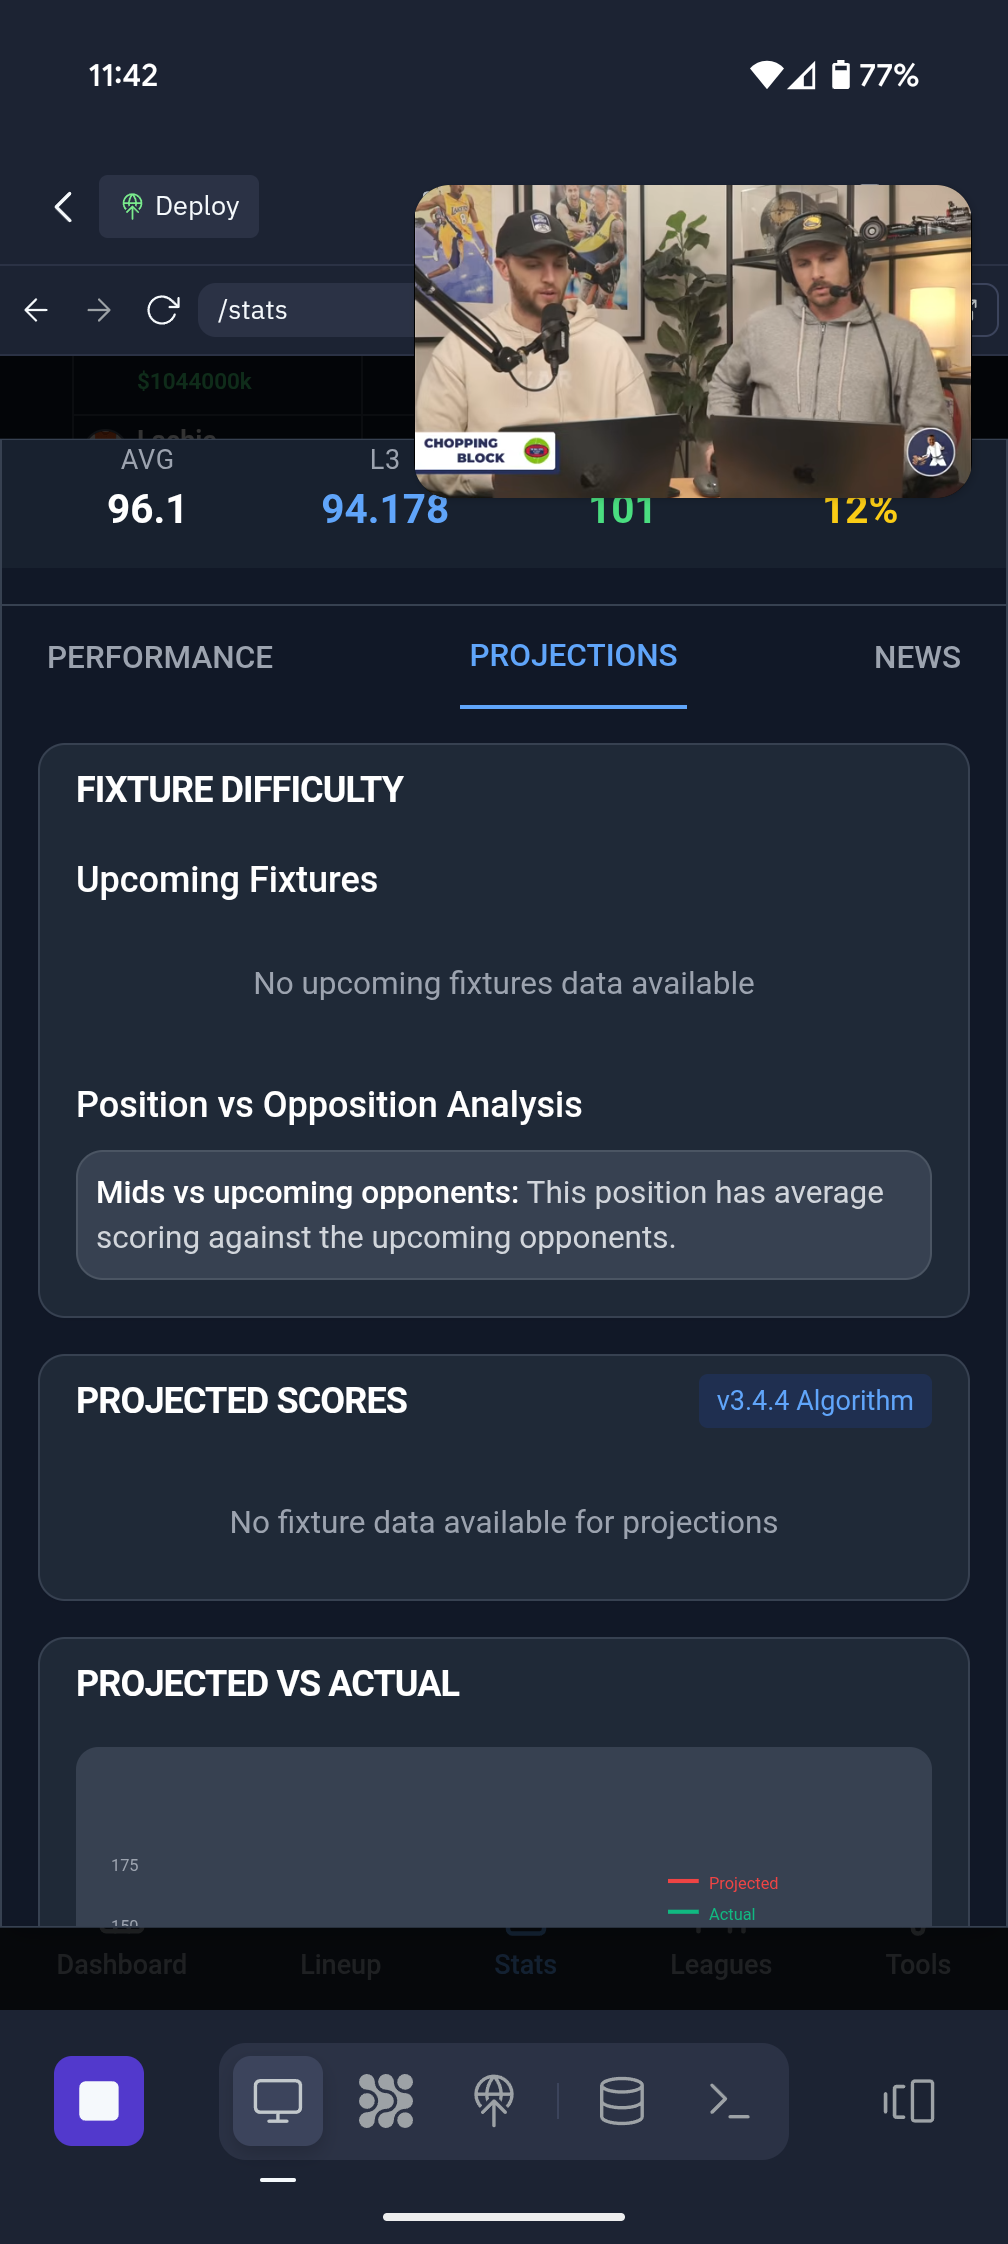 11:42
77%
Deploy
/stats
$1044000k
CHOPPING
BLOCK
AVG
L3
96.1
94.178
101
12%
PERFORMANCE
PROJECTIONS
NEWS
FIXTURE DIFFICULTY
Upcoming Fixtures
No upcoming fixtures data available
Position vs Opposition Analysis
Mids vs upcoming opponents: This position has average
scoring against the upcoming opponents.
PROJECTED SCORES
v3.4.4 Algorithm
No fixture data available for projections
PROJECTED VS ACTUAL
175
150
Projected
Actual
Dashboard
Lineup
Stats
Leagues
Tools